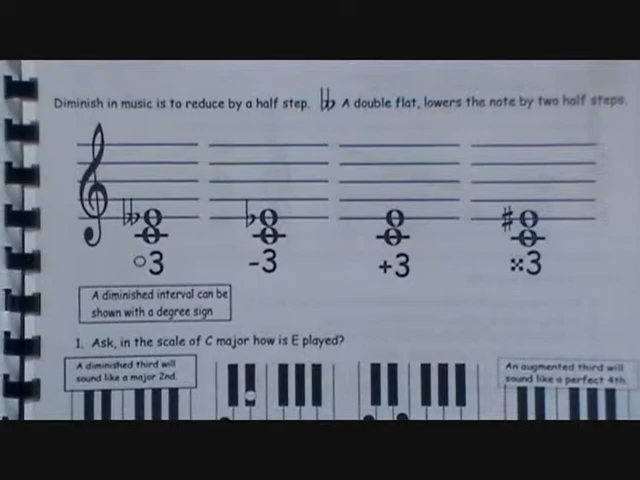 Diminish in music is to reduce by a half step. ♭♭ A double flat, lowers the note by two half steps.
○3 -3 +3 ×3
A diminished interval can be
shown with a degree sign
1. Ask, in the scale of C major how is E played?
A diminished third will
sound like a major 2nd.
An augmented third will
sound like a perfect 4th.